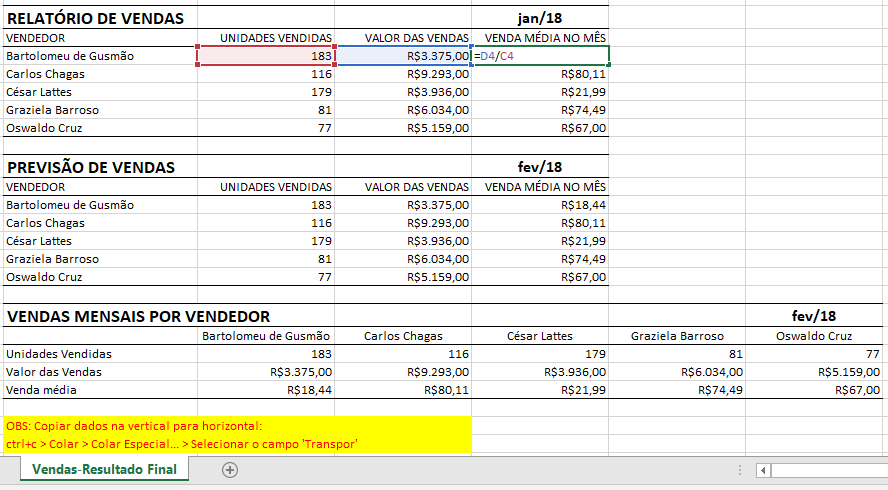 RELATÓRIO DE VENDAS jan/18
VENDEDOR UNIDADES VENDIDAS VALOR DAS VENDAS VENDA MÉDIA NO MÊS
Bartolomeu de Gusmão 183 R$3.375,00 =D4/C4
Carlos Chagas 116 R$9.293,00 R$80,11
César Lattes 179 R$3.936,00 R$21,99
Graziela Barroso 81 R$6.034,00 R$74,49
Oswaldo Cruz 77 R$5.159,00 R$67,00
PREVISÃO DE VENDAS fev/18
VENDEDOR UNIDADES VENDIDAS VALOR DAS VENDAS VENDA MÉDIA NO MÊS
Bartolomeu de Gusmão 183 R$3.375,00 R$18,44
Carlos Chagas 116 R$9.293,00 R$80,11
César Lattes 179 R$3.936,00 R$21,99
Graziela Barroso 81 R$6.034,00 R$74,49
Oswaldo Cruz 77 R$5.159,00 R$67,00
VENDAS MENSAIS POR VENDEDOR fev/18
Bartolomeu de Gusmão Carlos Chagas César Lattes Graziela Barroso Oswaldo Cruz
Unidades Vendidas 183 116 179 81 77
Valor das Vendas R$3.375,00 R$9.293,00 R$3.936,00 R$6.034,00 R$5.159,00
Venda média R$18,44 R$80,11 R$21,99 R$74,49 R$67,00
OBS: Copiar dados na vertical para horizontal:
ctrl+c > Colar > Colar Especial... > Selecionar o campo 'Transpor'
Vendas-Resultado Final